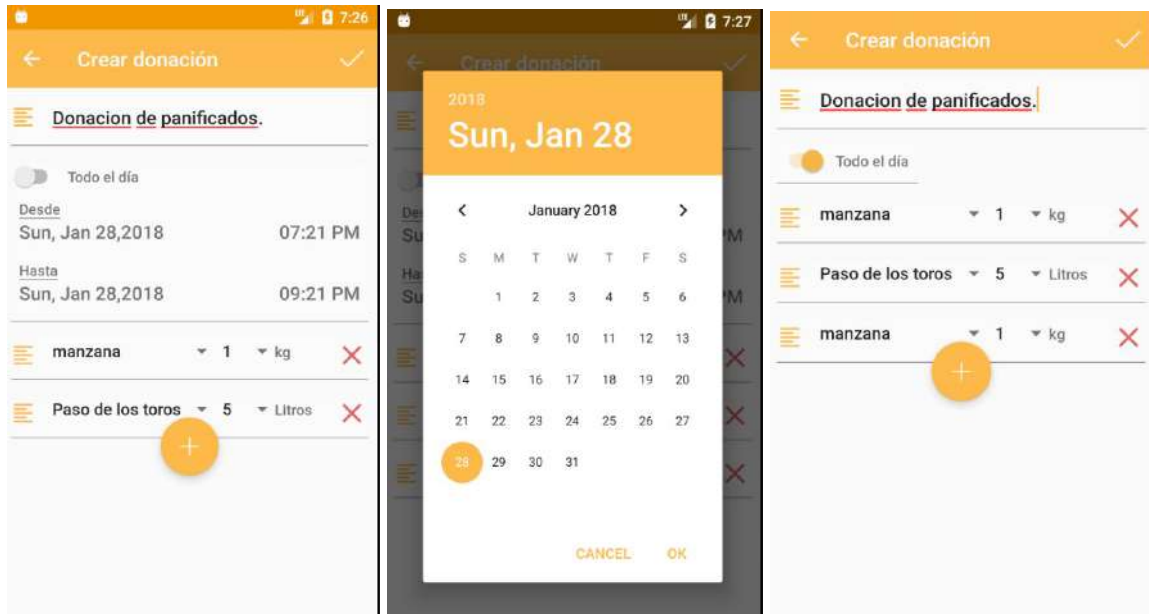 7:26
Crear donación
Donacion de panificados.
Todo el día
Desde
Sun, Jan 28,2018 07:21 PM
Hasta
Sun, Jan 28,2018 09:21 PM
manzana 1 kg
Paso de los toros 5 Litros
7:27
Crear donación
2018
Sun, Jan 28
January 2018
S M T W T F S
1 2 3 4 5 6
7 8 9 10 11 12 13
14 15 16 17 18 19 20
21 22 23 24 25 26 27
28 29 30 31
CANCEL OK
Crear donación
Donacion de panificados.
Todo el día
manzana 1 kg
Paso de los toros 5 Litros
manzana 1 kg